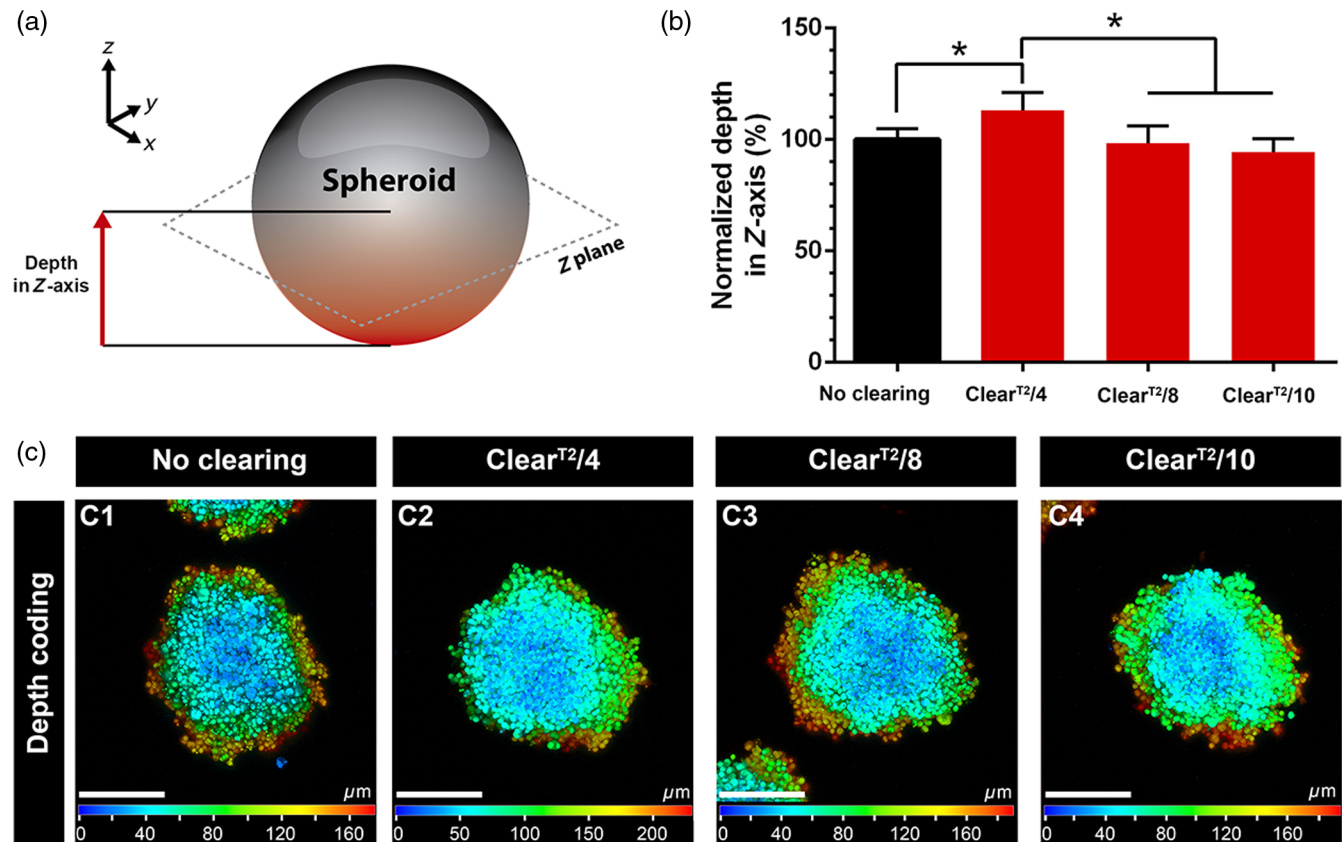 (a)
z
y
x
Spheroid
Z plane
Depth
in Z-axis
(b)
Normalized depth
in Z-axis (%)
150
100
50
0
*
*
No clearing
Clearᵀ²/4
Clearᵀ²/8
Clearᵀ²/10
(c)
No clearing
Clearᵀ²/4
Clearᵀ²/8
Clearᵀ²/10
Depth coding
C1
C2
C3
C4
µm
0 40 80 120 160
µm
0 50 100 150 200
µm
0 40 80 120 160
µm
0 40 80 120 160